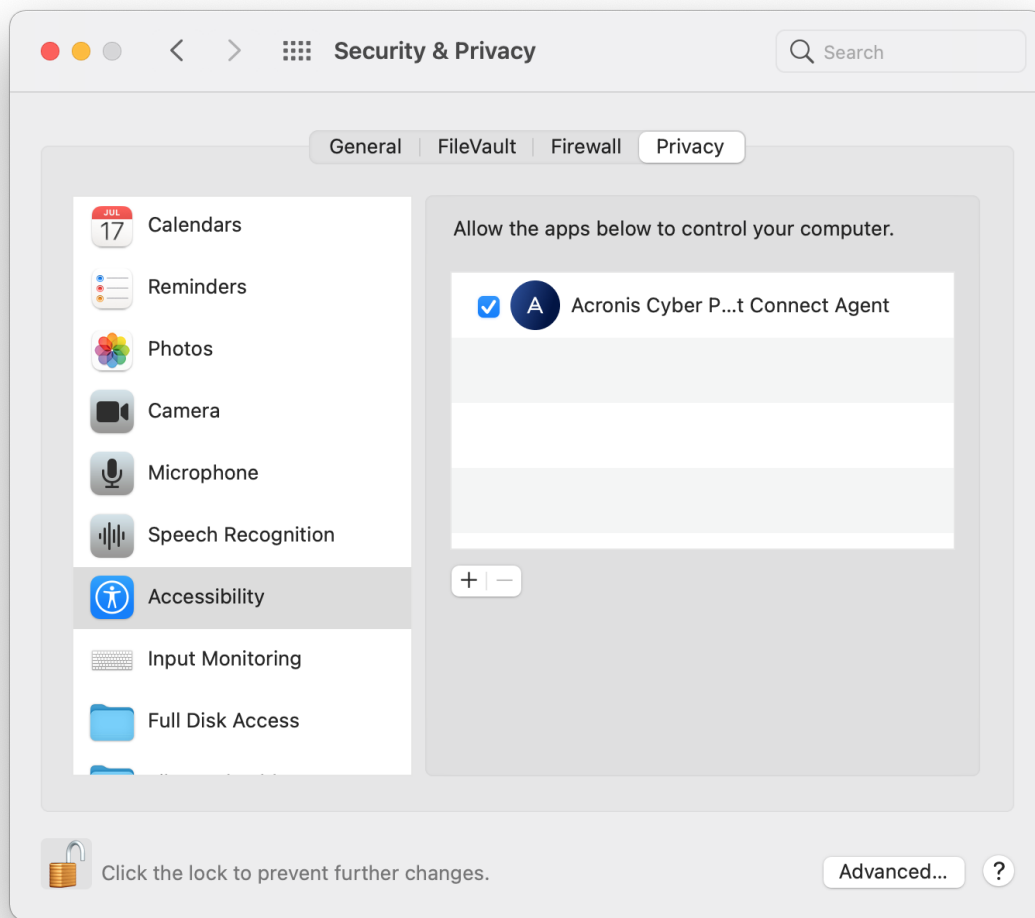 Security & Privacy
Search
General
FileVault
Firewall
Privacy
JUL
17
Calendars
Reminders
Photos
Camera
Microphone
Speech Recognition
Accessibility
Input Monitoring
Full Disk Access
Allow the apps below to control your computer.
Acronis Cyber P...t Connect Agent
Click the lock to prevent further changes.
Advanced...
?